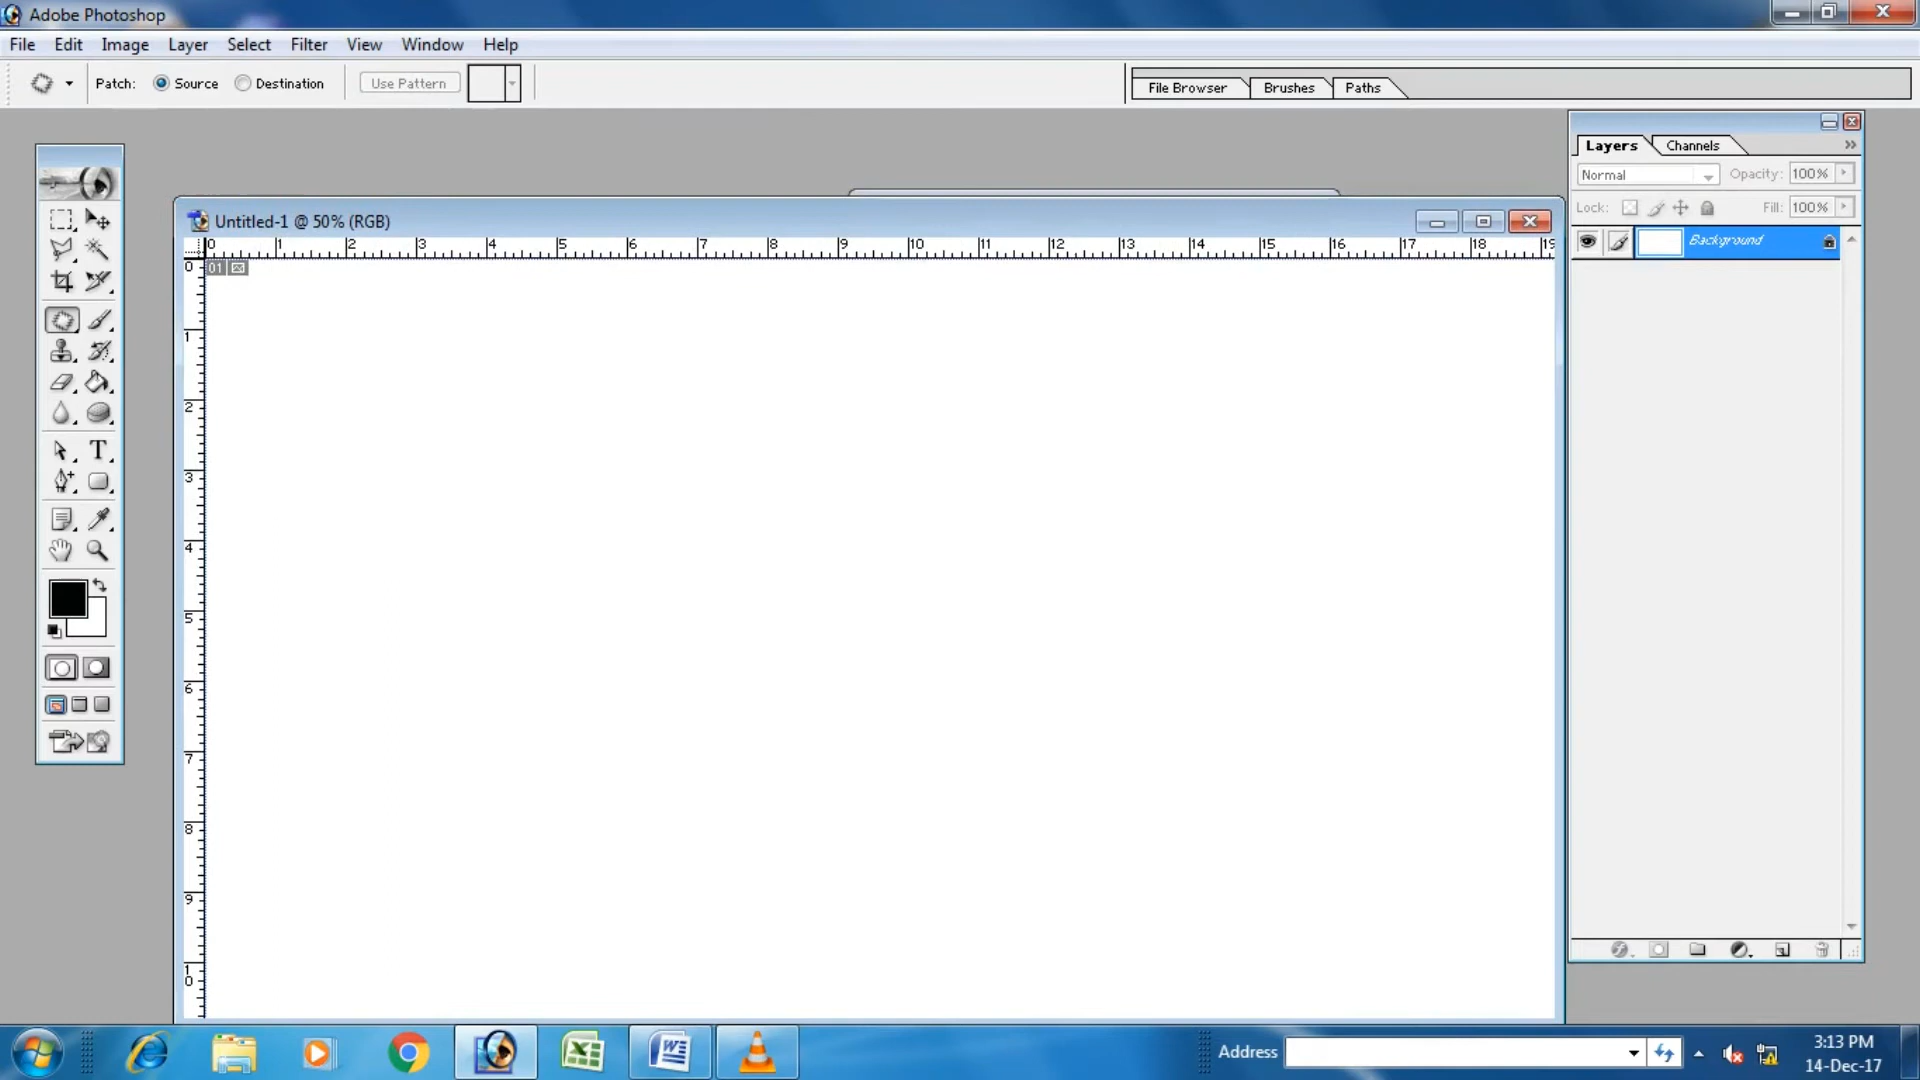 Adobe Photoshop
File Edit Image Layer Select Filter View Window Help
Patch: Source Destination Use Pattern File Browser Brushes Paths
Layers Channels
Normal Opacity: 100%
Lock: Fill: 100%
Background
Untitled-1 @ 50% (RGB)
0 1 2 3 4 5 6 7 8 9 10 11 12 13 14 15 16 17 18 19
01
0
1
2
3
4
5
6
7
8
9
1
0
T
Address
3:13 PM
14-Dec-17